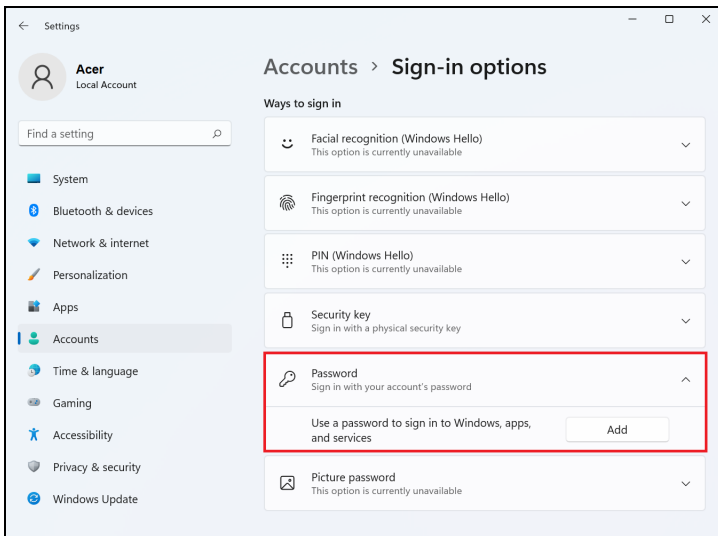 Settings
Acer
Local Account
Find a setting
System
Bluetooth & devices
Network & internet
Personalization
Apps
Accounts
Time & language
Gaming
Accessibility
Privacy & security
Windows Update
Accounts > Sign-in options
Ways to sign in
Facial recognition (Windows Hello)
This option is currently unavailable
Fingerprint recognition (Windows Hello)
This option is currently unavailable
PIN (Windows Hello)
This option is currently unavailable
Security key
Sign in with a physical security key
Password
Sign in with your account's password
Use a password to sign in to Windows, apps,
and services
Add
Picture password
This option is currently unavailable